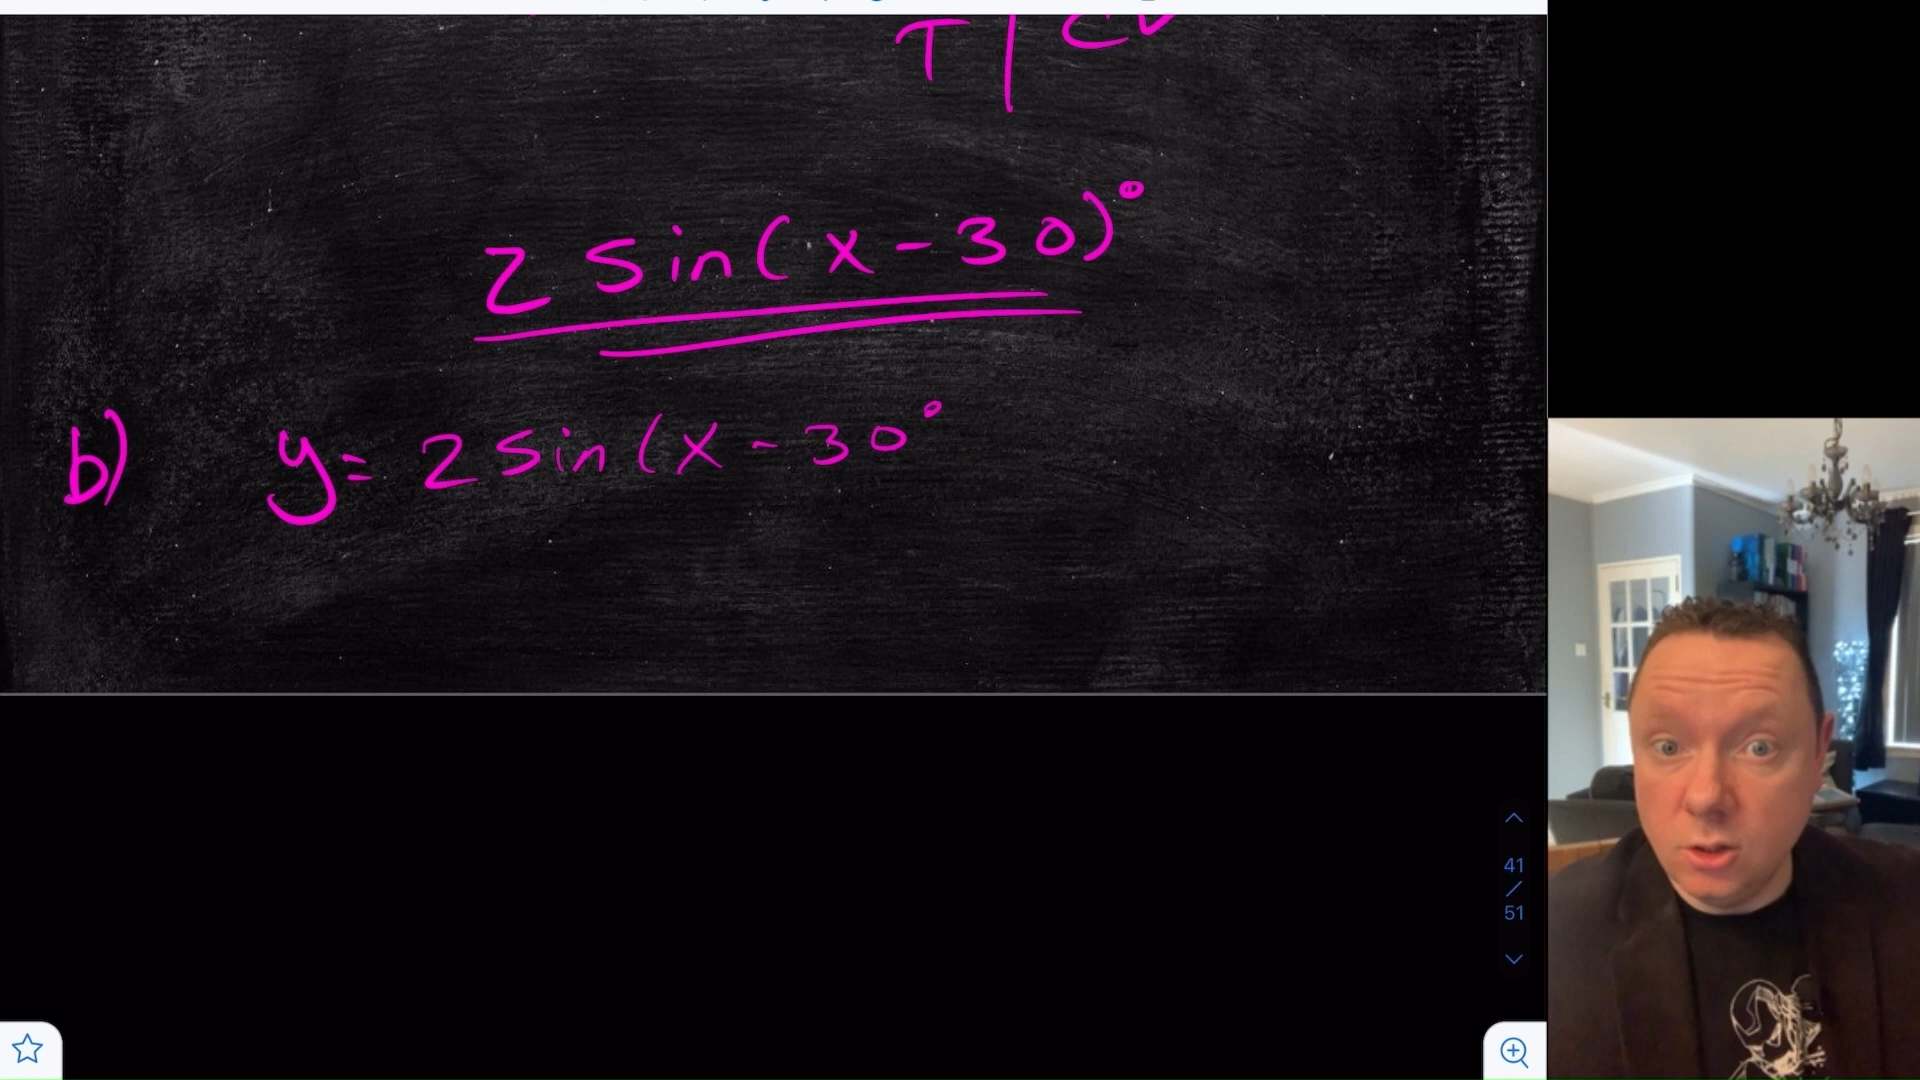 T | C✓
2 sin(x-30)°
b) y= 2 sin(x-30°
41
/
51